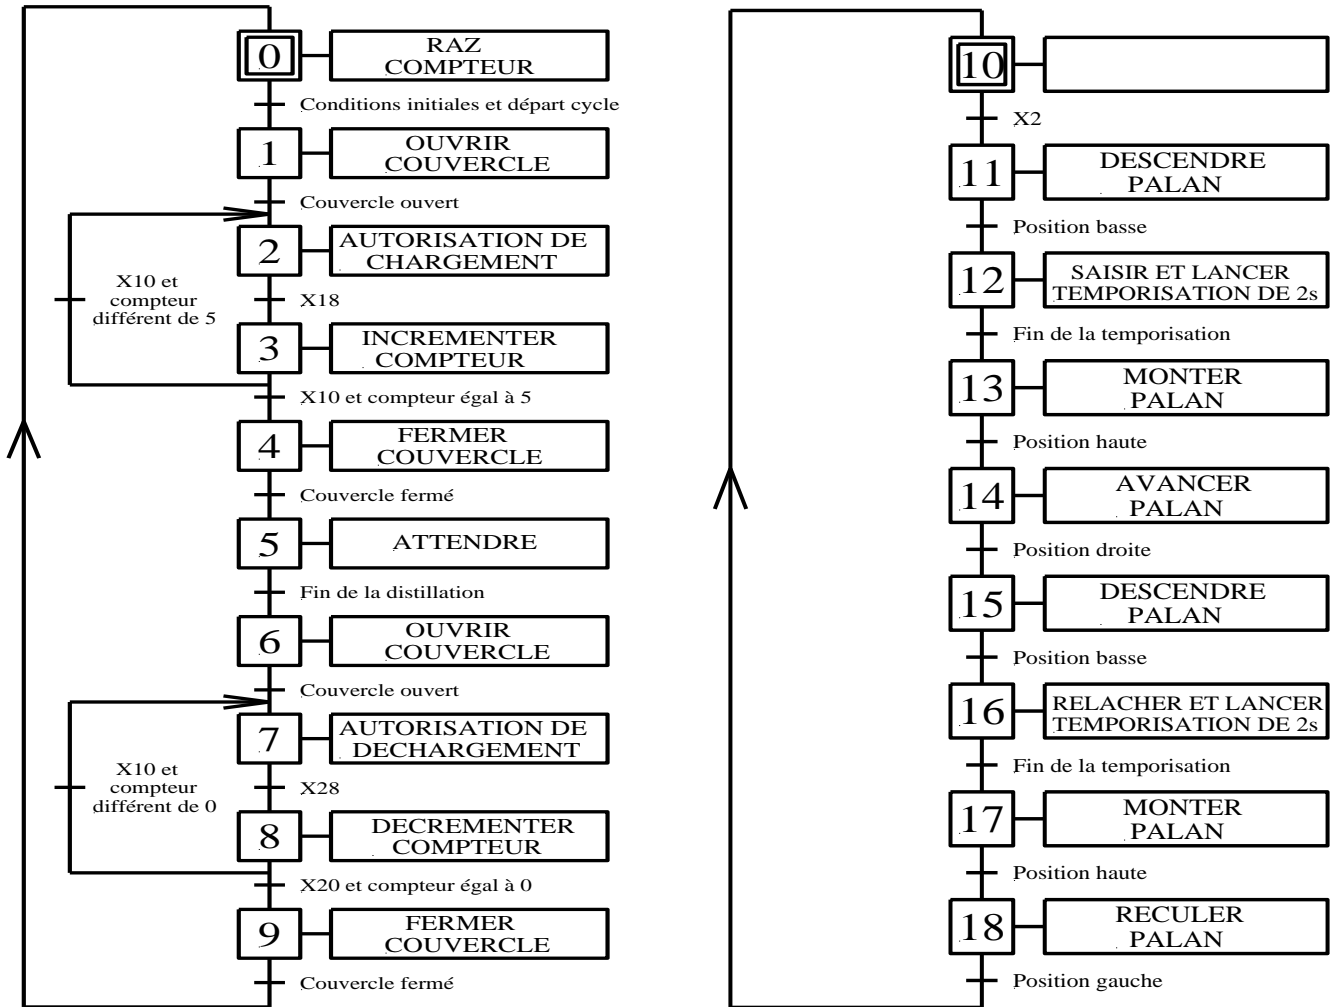 0
RAZ
COMPTEUR
Conditions initiales et départ cycle
1
OUVRIR
COUVERCLE
Couvercle ouvert
2
AUTORISATION DE
CHARGEMENT
X10 et
compteur
différent de 5
X18
3
INCREMENTER
COMPTEUR
X10 et compteur égal à 5
4
FERMER
COUVERCLE
Couvercle fermé
5
ATTENDRE
Fin de la distillation
6
OUVRIR
COUVERCLE
Couvercle ouvert
7
AUTORISATION DE
DECHARGEMENT
X10 et
compteur
différent de 0
X28
8
DECREMENTER
COMPTEUR
X20 et compteur égal à 0
9
FERMER
COUVERCLE
Couvercle fermé
10
X2
11
DESCENDRE
PALAN
Position basse
12
SAISIR ET LANCER
TEMPORISATION DE 2s
Fin de la temporisation
13
MONTER
PALAN
Position haute
14
AVANCER
PALAN
Position droite
15
DESCENDRE
PALAN
Position basse
16
RELACHER ET LANCER
TEMPORISATION DE 2s
Fin de la temporisation
17
MONTER
PALAN
Position haute
18
RECULER
PALAN
Position gauche